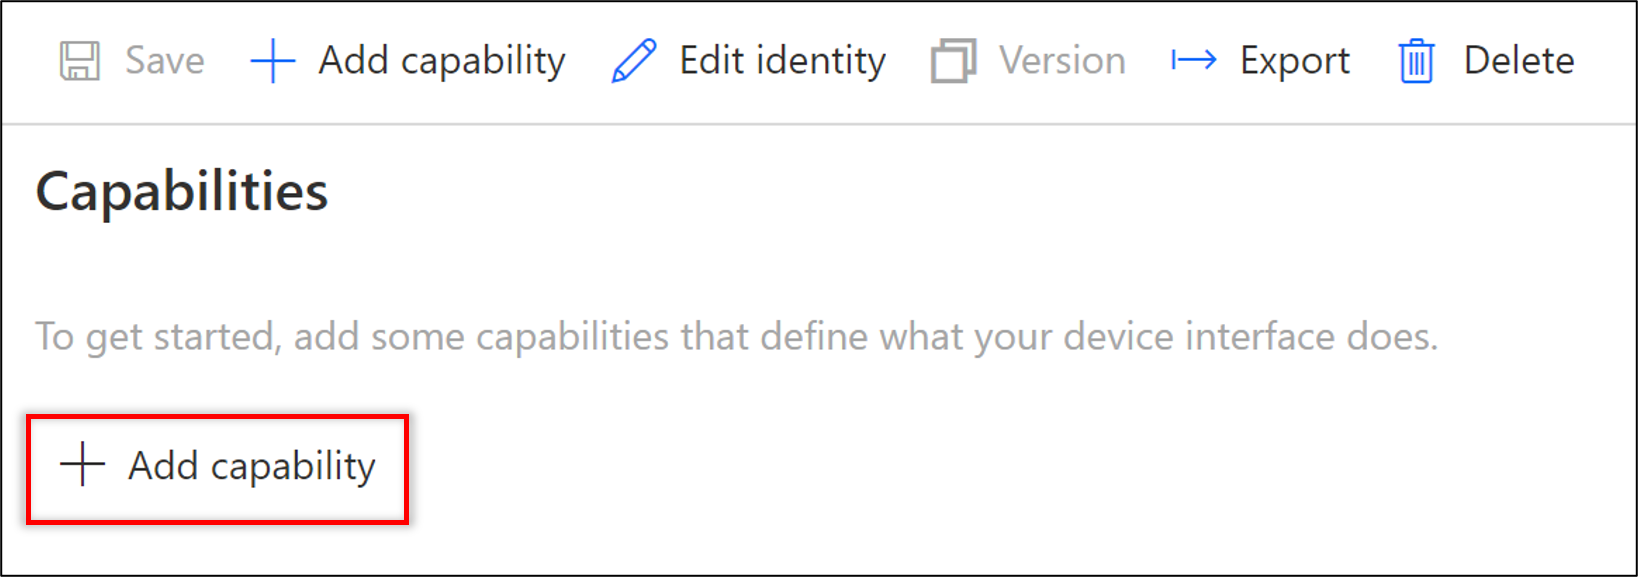 Save Add capability Edit identity Version Export Delete
Capabilities
To get started, add some capabilities that define what your device interface does.
Add capability